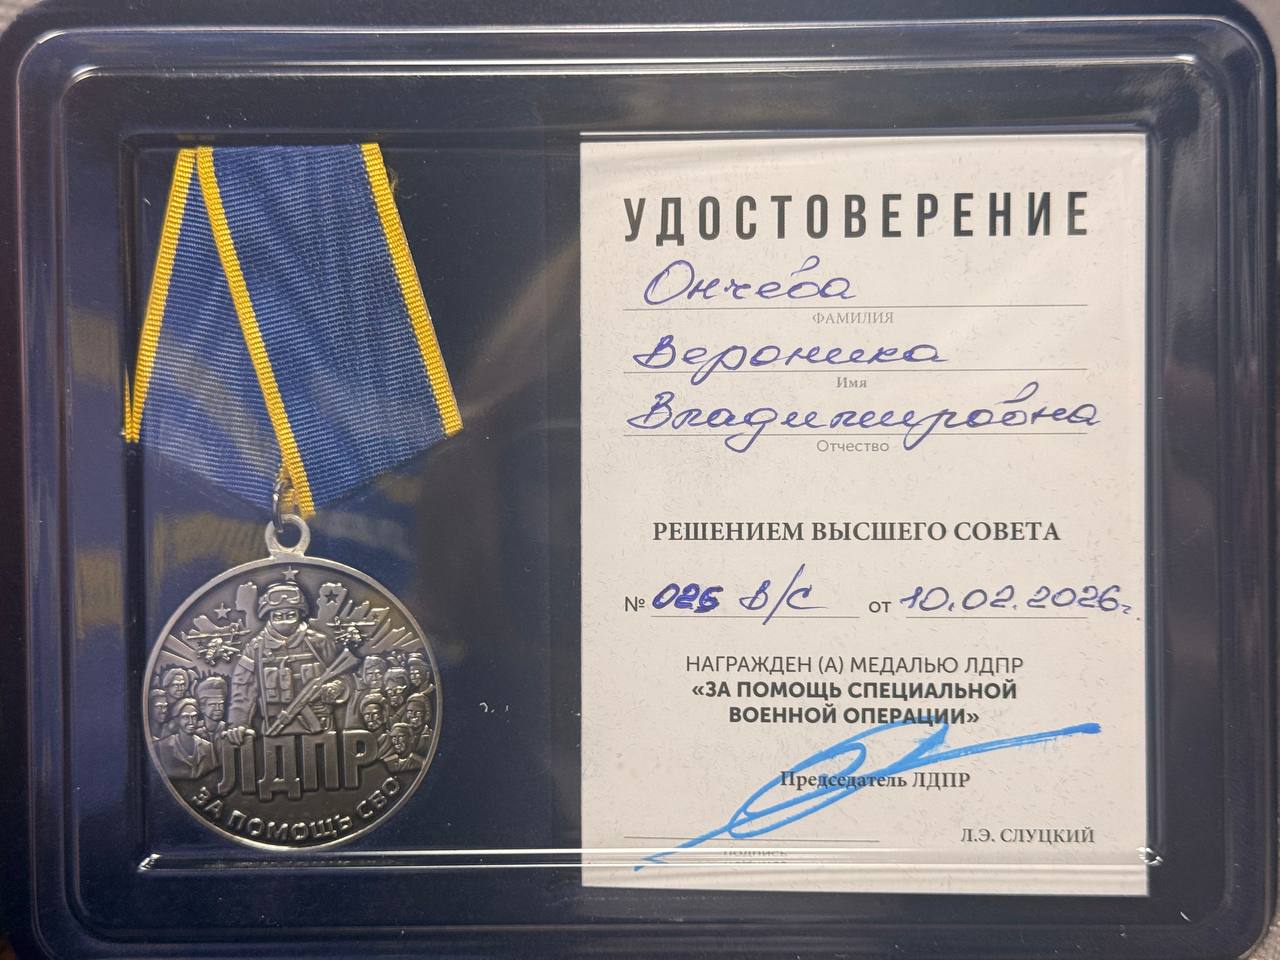 УДОСТОВЕРЕНИЕ
Ончева
ФАМИЛИЯ
Вероника
Имя
Владимировна
Отчество
РЕШЕНИЕМ ВЫСШЕГО СОВЕТА
№ 026 В/С от 10.02.2026г.
НАГРАЖДЕН (А) МЕДАЛЬЮ ЛДПР
«ЗА ПОМОЩЬ СПЕЦИАЛЬНОЙ
ВОЕННОЙ ОПЕРАЦИИ»
Председатель ЛДПР
Л.Э. СЛУЦКИЙ
подпись
ЛДПР
ЗА ПОМОЩЬ СВО